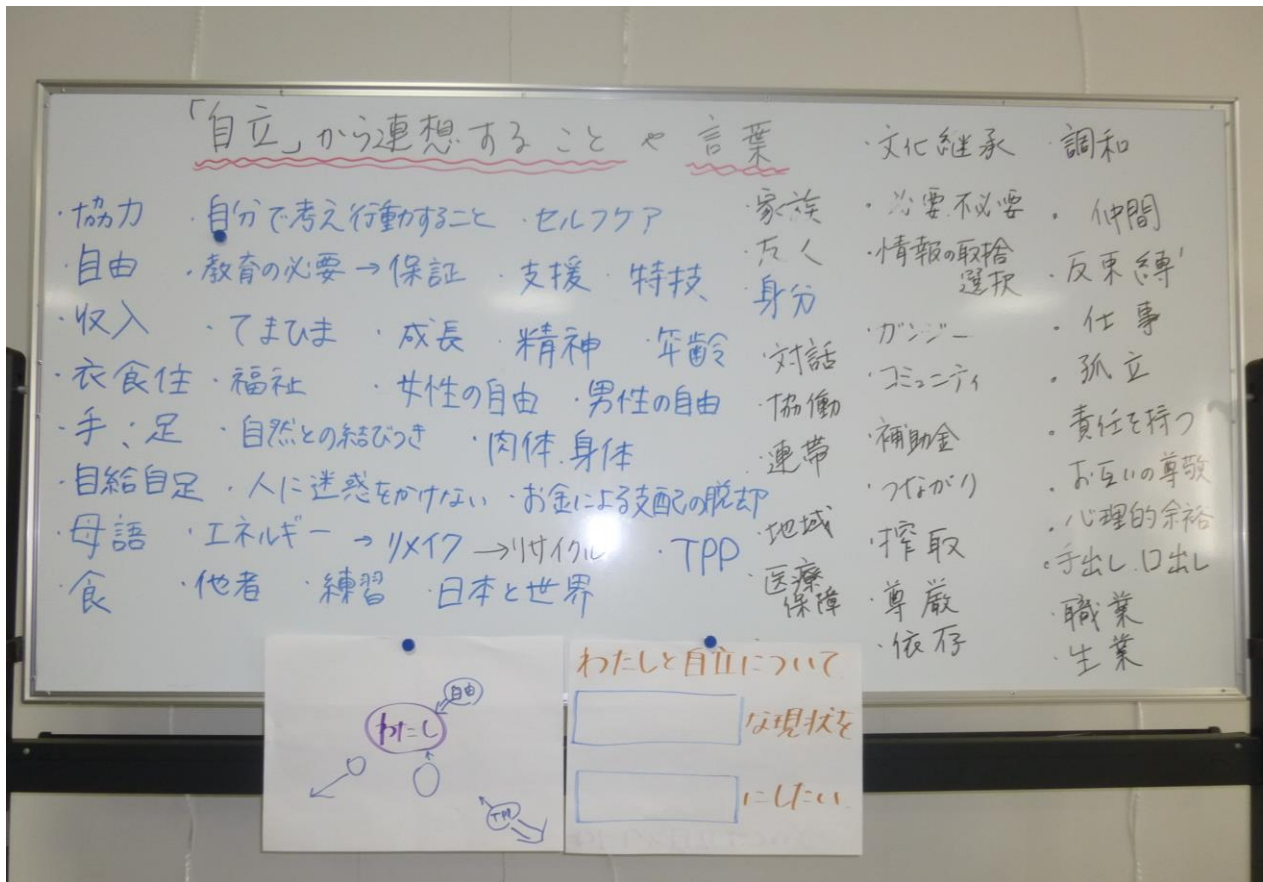 「自立」から連想すること や 言葉
・協力 ・自分で考え行動すること ・セルフケア
・自由 ・教育の必要→保証 ・支援 ・特技
・収入 ・てまひま ・成長 ・精神 ・年齢
・衣食住 ・福祉 ・女性の自由 ・男性の自由
・手、足 ・自然との結びつき ・肉体、身体
・自給自足 ・人に迷惑をかけない ・お金による支配の脱却
・母語 ・エネルギー →リメイク →リサイクル ・TPP
・食 ・他者 ・練習 ・日本と世界
・家族
・友人
・身分
・対話
・協働
・連帯
・地域
・医療
保障
・文化継承
・必要、不必要
・情報の取捨
選択
・ガンジー
・コミュニティ
・補助金
・つながり
・搾取
・尊厳
・依存
・調和
・仲間
・反束縛
・仕事
・孤立
・責任を持つ
・お互いの尊敬
・心理的余裕
・手出し、口出し
・職業
・生業
自由
わたし
TPP
わたしと自立について
な現状を
にしたい